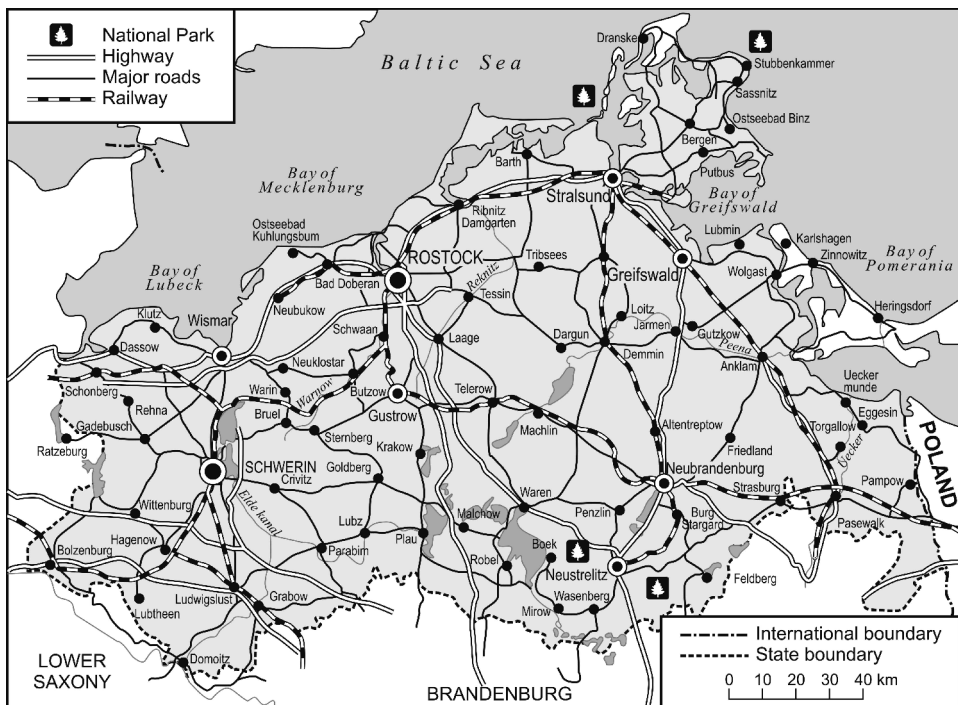 National Park
Highway
Major roads
Railway
Baltic Sea
Dranske
Stubbenkammer
Sassnitz
Ostseebad Binz
Bergen
Putbus
Barth
Stralsund
Bay of
Mecklenburg
Bay of
Greifswald
Ribnitz
Damgarten
Ostseebad
Kuhlungsbum
ROSTOCK
Bad Doberan
Tribsees
Greifswald
Lubmin
Karlshagen
Zinnowitz
Wolgast
Bay of
Pomerania
Heringsdorf
Bay of
Lubeck
Neubukow
Reknitz
Tessin
Klutz
Wismar
Schwaan
Laage
Loitz
Jarmen
Gutzkow
Dargun
Demmin
Peena
Anklam
Dassow
Neuklostar
Schonberg
Warin
Warnow
Butzow
Gustrow
Telerow
Uecker
munde
Rehna
Bruel
Eggesin
Gadebusch
Sternberg
Machlin
Altentreptow
Torgallow
Ratzeburg
Krakow
Friedland
Uecker
POLAND
SCHWERIN
Crivitz
Goldberg
Neubrandenburg
Strasburg
Pampow
Wittenburg
Elde kanal
Waren
Penzlin
Burg
Stargard
Pasewalk
Hagenow
Lubz
Malchow
Plau
Bolzenburg
Parabim
Robel
Boek
Neustrelitz
Feldberg
Ludwigslust
Grabow
Lubtheen
Mirow
Wasenberg
Domoitz
LOWER
SAXONY
BRANDENBURG
International boundary
State boundary
0 10 20 30 40 km